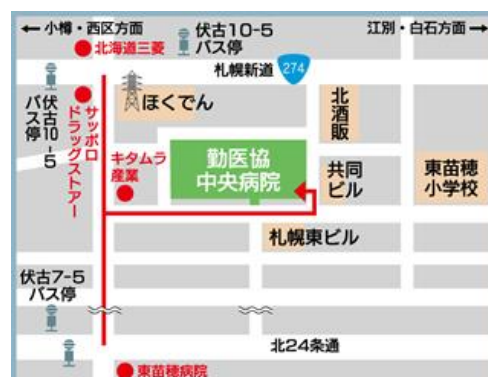 ← 小樽・西区方面
伏古10-5
バス停
江別・白石方面→
北海道三菱
札幌新道
274
伏古10-5
バス停
サッポロ
ドラッグストアー
ほくでん
北酒販
キタムラ
産業
勤医協
中央病院
共同
ビル
東苗穂
小学校
札幌東ビル
伏古7-5
バス停
北24条通
東苗穂病院